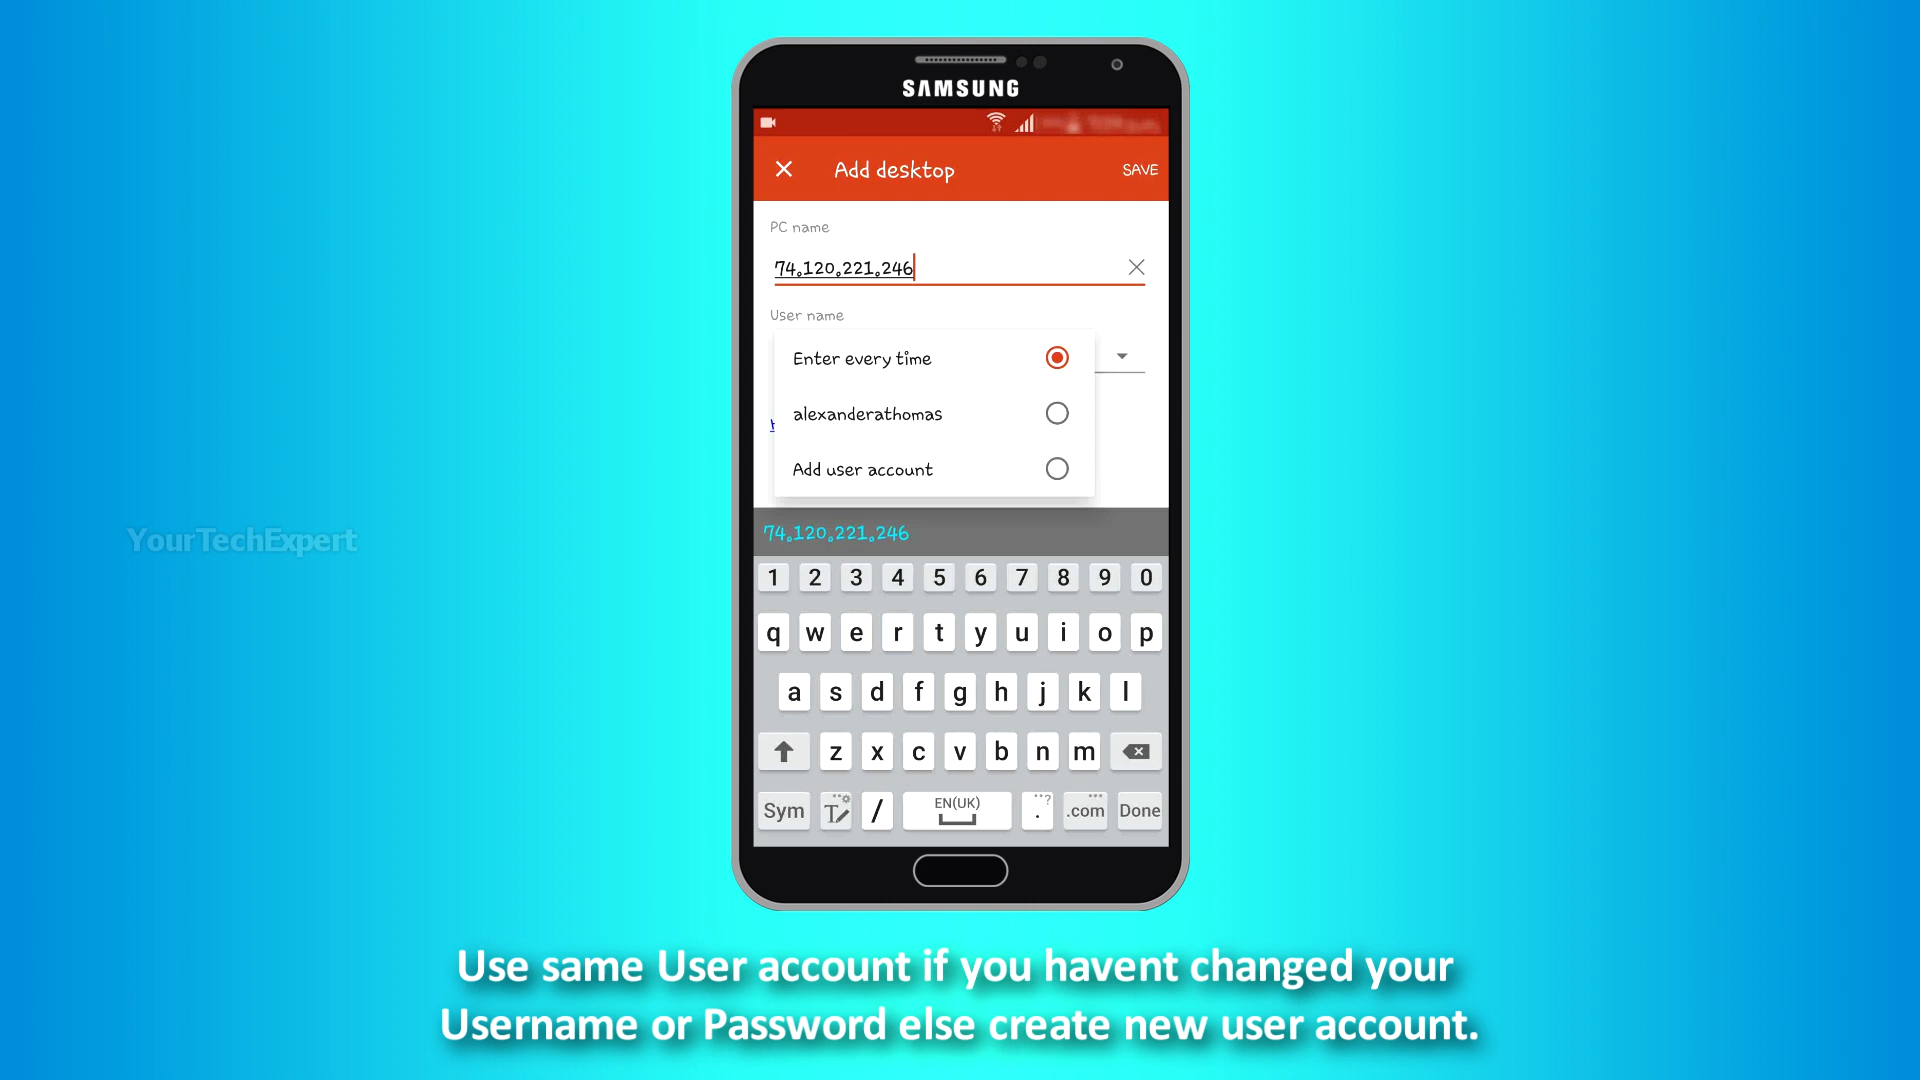 SAMSUNG
Add desktop
SAVE
PC name
74.120.221.246
User name
Enter every time
alexanderathomas
Add user account
74.120.221.246
1 2 3 4 5 6 7 8 9 0
q w e r t y u i o p
a s d f g h j k l
z x c v b n m
Sym T / EN(UK) . ? .com Done
YourTechExpert
Use same User account if you havent changed your
Username or Password else create new user account.